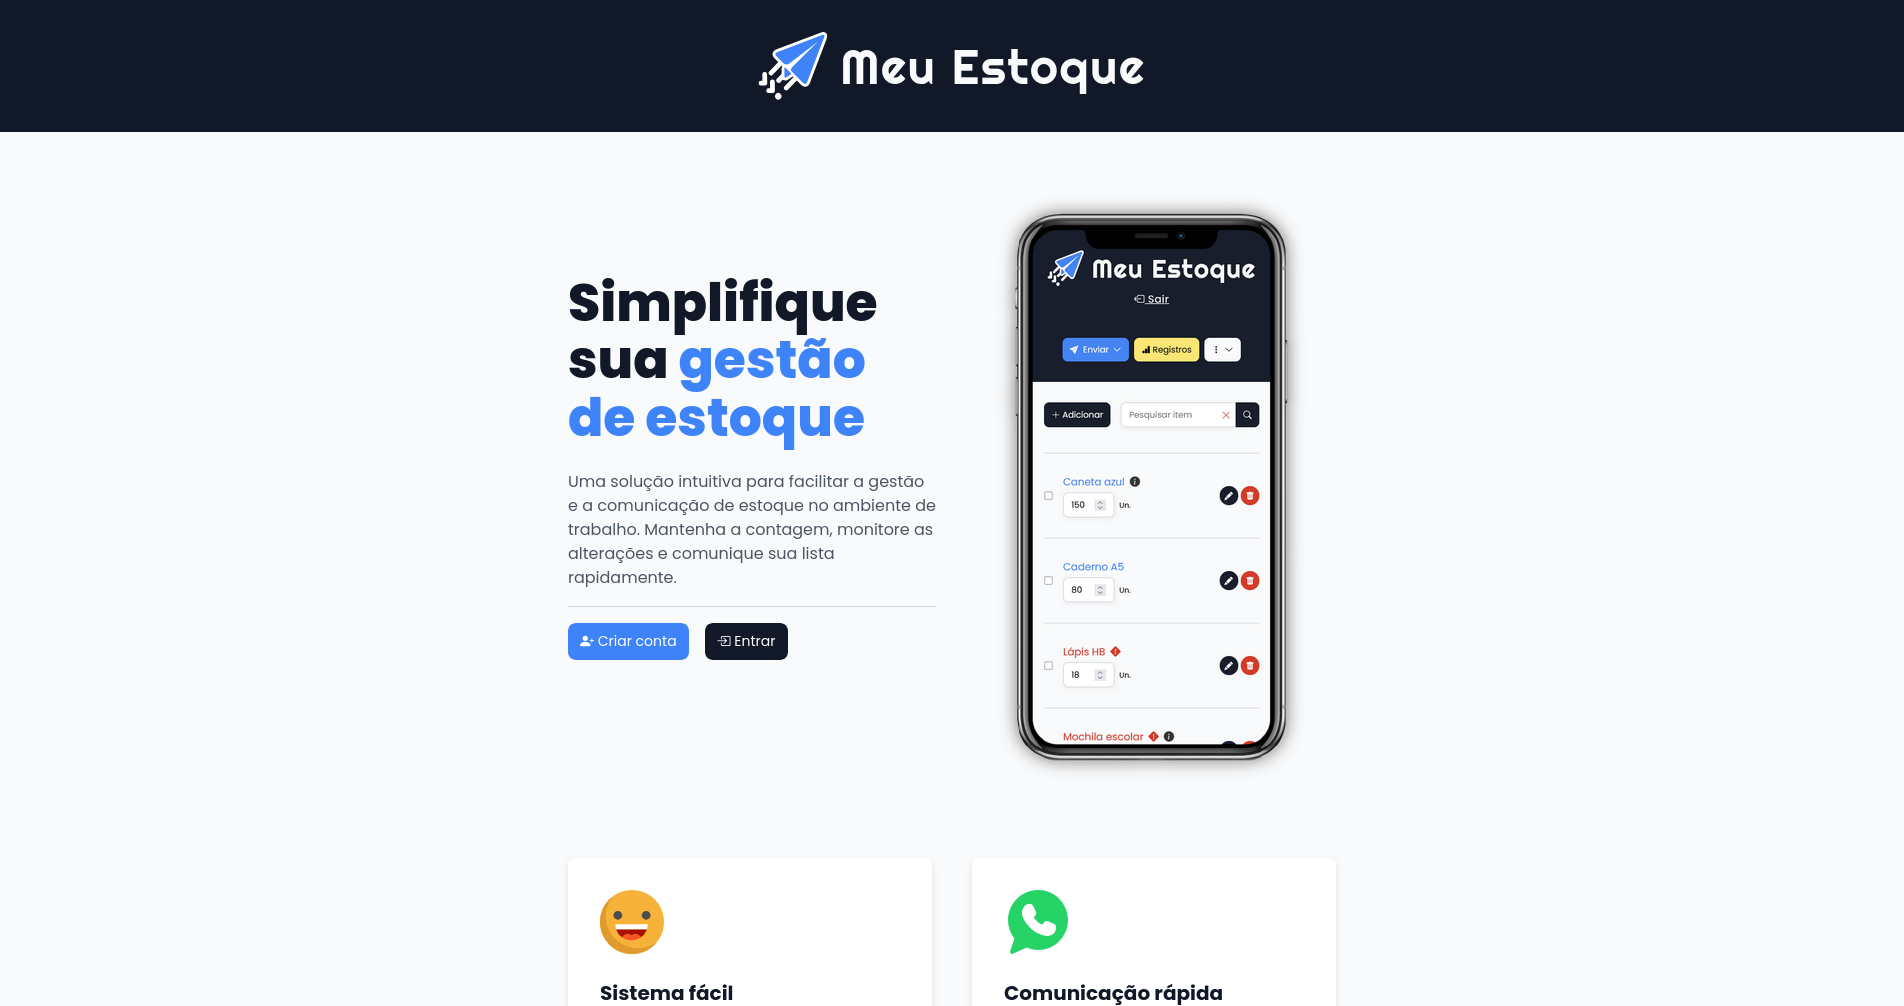 Meu Estoque
Simplifique
sua gestão
de estoque
Uma solução intuitiva para facilitar a gestão
e a comunicação de estoque no ambiente de
trabalho. Mantenha a contagem, monitore as
alterações e comunique sua lista
rapidamente.
Criar conta
Entrar
Meu Estoque
Sair
Enviar
Registros
Adicionar
Pesquisar item
Caneta azul
150 Un.
Caderno A5
80 Un.
Lápis HB
18 Un.
Mochila escolar
Sistema fácil
Comunicação rápida